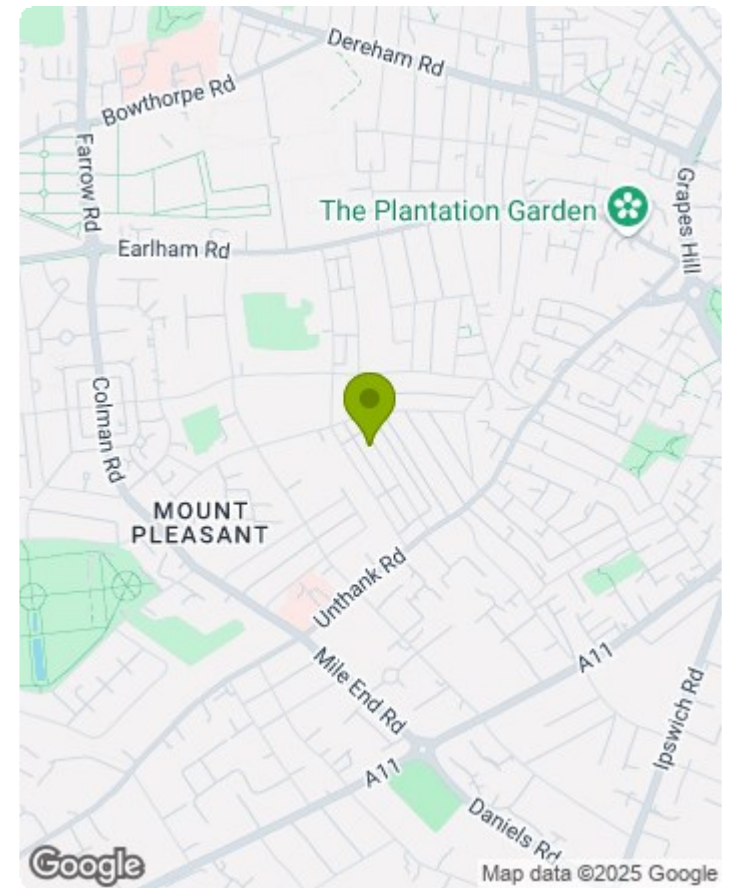 Dereham Rd
Bowthorpe Rd
Farrow Rd
Grapes Hill
The Plantation Garden
Earlham Rd
Colman Rd
MOUNT
PLEASANT
Unthank Rd
Mile End Rd
A11
Ipswich Rd
A11
Daniels Rd
Google
Map data ©2025 Google